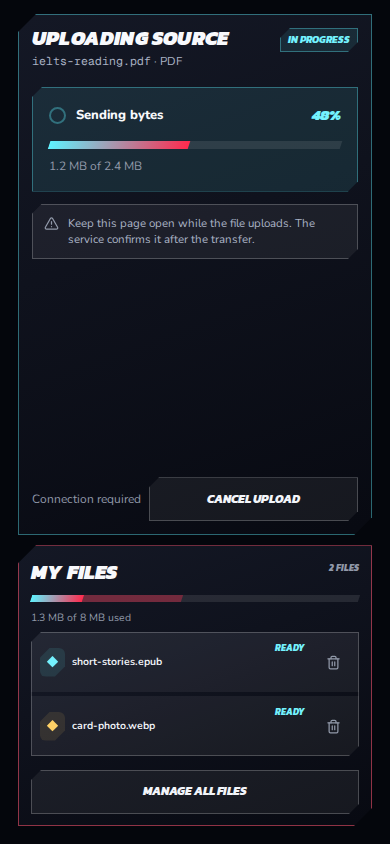 UPLOADING SOURCE
IN PROGRESS
ielts-reading.pdf · PDF
Sending bytes
48%
1.2 MB of 2.4 MB
Keep this page open while the file uploads. The
service confirms it after the transfer.
Connection required
CANCEL UPLOAD
MY FILES
2 FILES
1.3 MB of 8 MB used
READY
short-stories.epub
READY
card-photo.webp
MANAGE ALL FILES